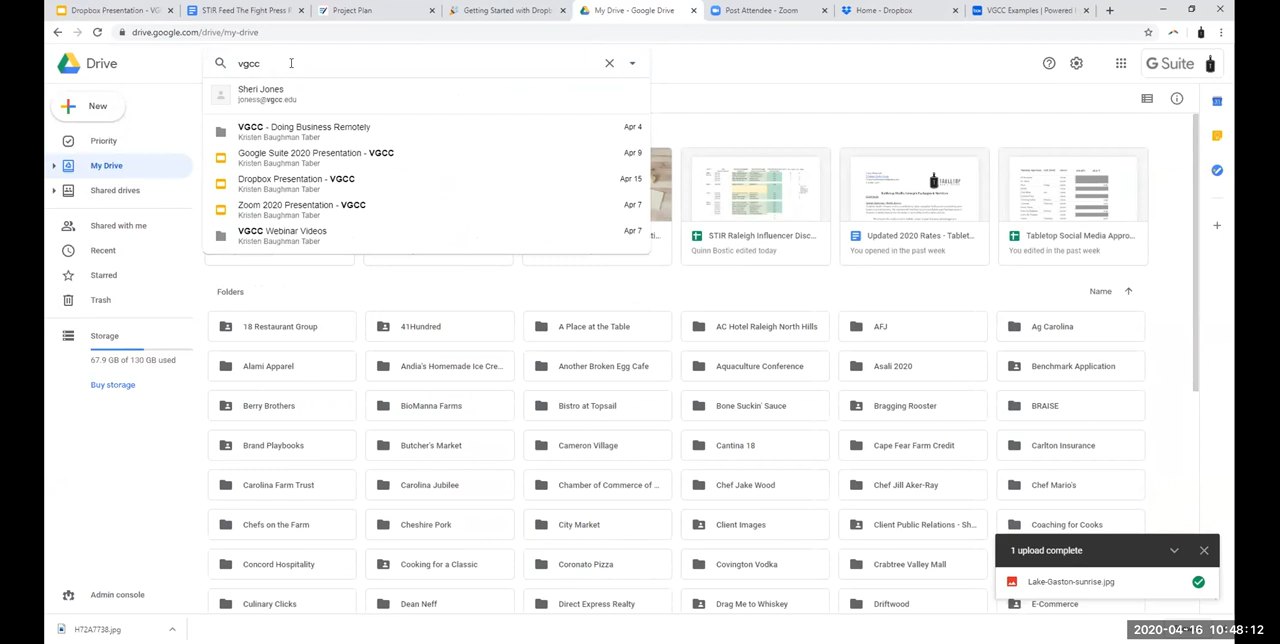 Dropbox Presentation - VG
STIR Feed The Fight Press F
Project Plan
Getting Started with Dropb
My Drive - Google Drive
Post Attendee - Zoom
Home - Dropbox
VGCC Examples | Powered
drive.google.com/drive/my-drive
Drive
vgcc
G Suite
New
Priority
My Drive
Shared drives
Shared with me
Recent
Starred
Trash
Storage
67.9 GB of 130 GB used
Buy storage
Admin console
Sheri Jones
joness@vgcc.edu
VGCC - Doing Business Remotely
Apr 4
Kristen Baughman Taber
Google Suite 2020 Presentation - VGCC
Apr 9
Kristen Baughman Taber
Dropbox Presentation - VGCC
Apr 15
Kristen Baughman Taber
Zoom 2020 Presentation - VGCC
Apr 7
Kristen Baughman Taber
VGCC Webinar Videos
Apr 7
Kristen Baughman Taber
STIR Raleigh Influencer Disc...
Quinn Bostic edited today
Updated 2020 Rates - Tablet...
You opened in the past week
Tabletop Social Media Appro...
You edited in the past week
Folders
Name
18 Restaurant Group
41Hundred
A Place at the Table
AC Hotel Raleigh North Hills
AFJ
Ag Carolina
Alami Apparel
Andia's Homemade Ice Cre...
Another Broken Egg Cafe
Aquaculture Conference
Asali 2020
Benchmark Application
Berry Brothers
BioManna Farms
Bistro at Topsail
Bone Suckin' Sauce
Bragging Rooster
BRAISE
Brand Playbooks
Butcher's Market
Cameron Village
Cantina 18
Cape Fear Farm Credit
Carlton Insurance
Carolina Farm Trust
Carolina Jubilee
Chamber of Commerce of ...
Chef Jake Wood
Chef Jill Aker-Ray
Chef Mario's
Chefs on the Farm
Cheshire Pork
City Market
Client Images
Client Public Relations - Sh...
Coaching for Cooks
Concord Hospitality
Cooking for a Classic
Coronato Pizza
Covington Vodka
Crabtree Valley Mall
Culinary Clicks
Dean Neff
Direct Express Realty
Drag Me to Whiskey
Driftwood
E-Commerce
1 upload complete
Lake-Gaston-sunrise.jpg
H72A7738.jpg
2020-04-16 10:48:12